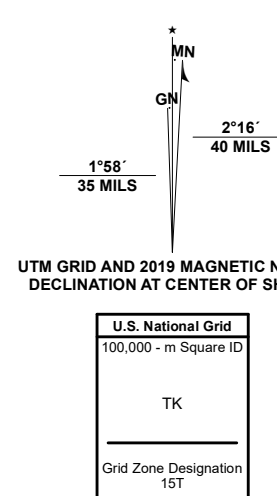 ★
MN
GN
2°16´
40 MILS
1°58´
35 MILS
UTM GRID AND 2019 MAGNETIC
DECLINATION AT CENTER OF
U.S. National Grid
100,000 - m Square ID
TK
Grid Zone Designation
15T